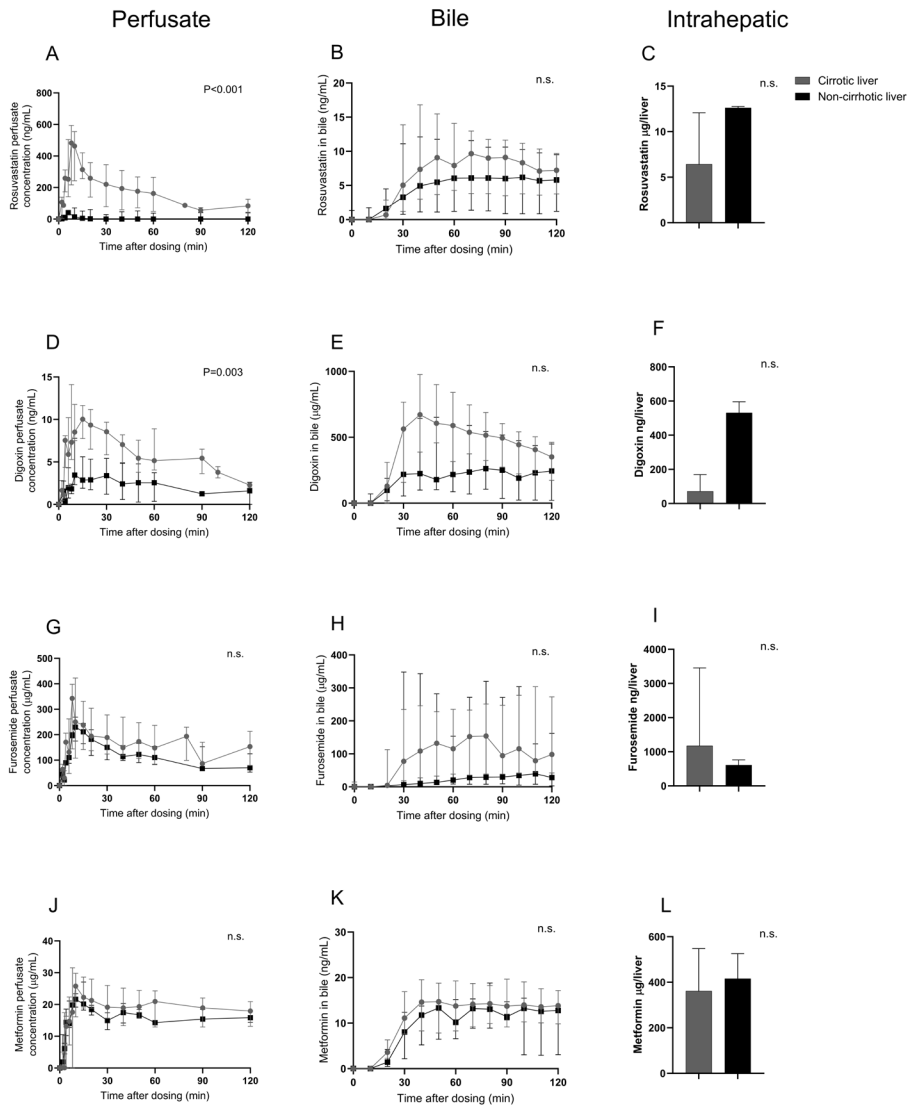 Perfusate
Bile
Intrahepatic
A
P<0.001
Rosuvastatin perfusate
concentration (ng/mL)
800
600
400
200
0
0
30
60
90
120
Time after dosing (min)
B
n.s.
Rosuvastatin in bile (ng/mL)
20
15
10
5
0
0
30
60
90
120
Time after dosing (min)
C
n.s.
Rosuvastatin µg/liver
15
10
5
0
Cirrotic liver
Non-cirrhotic liver
D
P=0.003
Digoxin perfusate
concentration (ng/mL)
15
10
5
0
0
30
60
90
120
Time after dosing (min)
E
n.s.
Digoxin in bile (µg/mL)
1000
500
0
0
30
60
90
120
Time after dosing (min)
F
n.s.
Digoxin ng/liver
800
600
400
200
0
G
n.s.
Furosemide perfusate
concentration (µg/mL)
500
400
300
200
100
0
0
30
60
90
120
Time after dosing (min)
H
n.s.
Furosemide in bile (µg/mL)
400
300
200
100
0
0
30
60
90
120
Time after dosing (min)
I
n.s.
Furosemide ng/liver
4000
3000
2000
1000
0
J
n.s.
Metformin perfusate
concentration (µg/mL)
40
30
20
10
0
0
30
60
90
120
Time after dosing (min)
K
n.s.
Metformin in bile (ng/mL)
30
20
10
0
0
30
60
90
120
Time after dosing (min)
L
n.s.
Metformin µg/liver
600
400
200
0